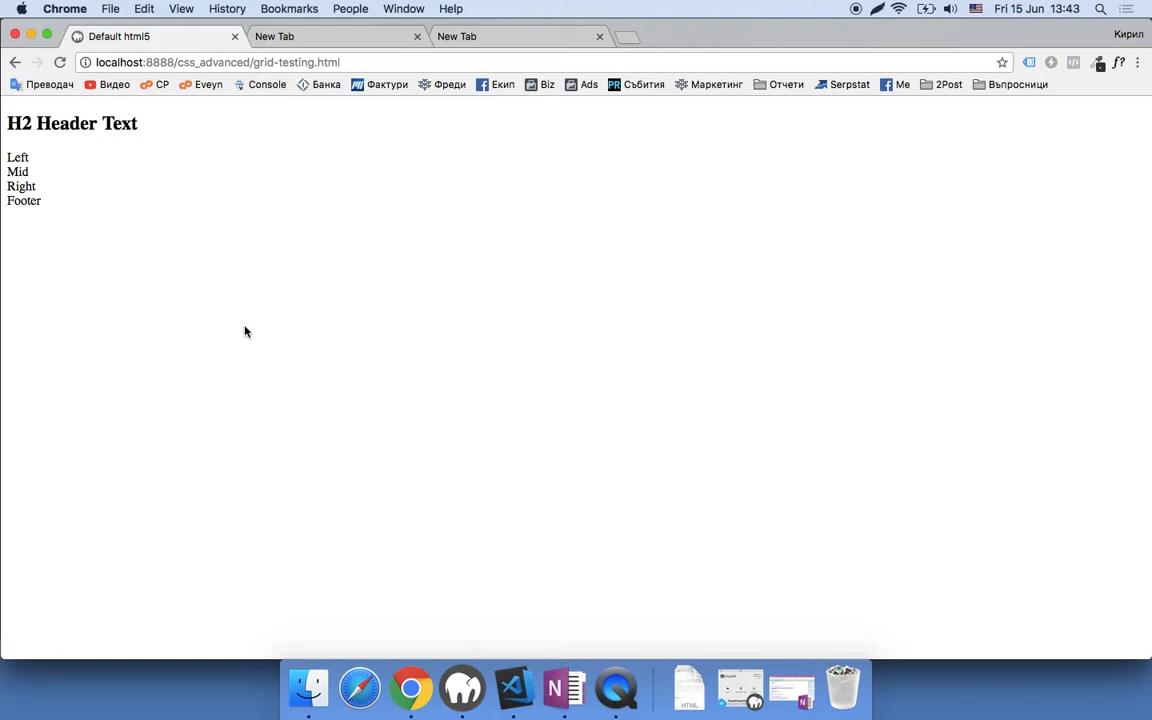 Chrome File Edit View History Bookmarks People Window Help Fri 15 Jun 13:43
Default html5 New Tab New Tab Кирил
localhost:8888/css_advanced/grid-testing.html f?
Преводач Видео CP Eveyn Console Банка Фактури Фреди Екип Biz Ads PR Събития Маркетинг Отчети Serpstat Me 2Post Въпросници
H2 Header Text
Left
Mid
Right
Footer
HTML